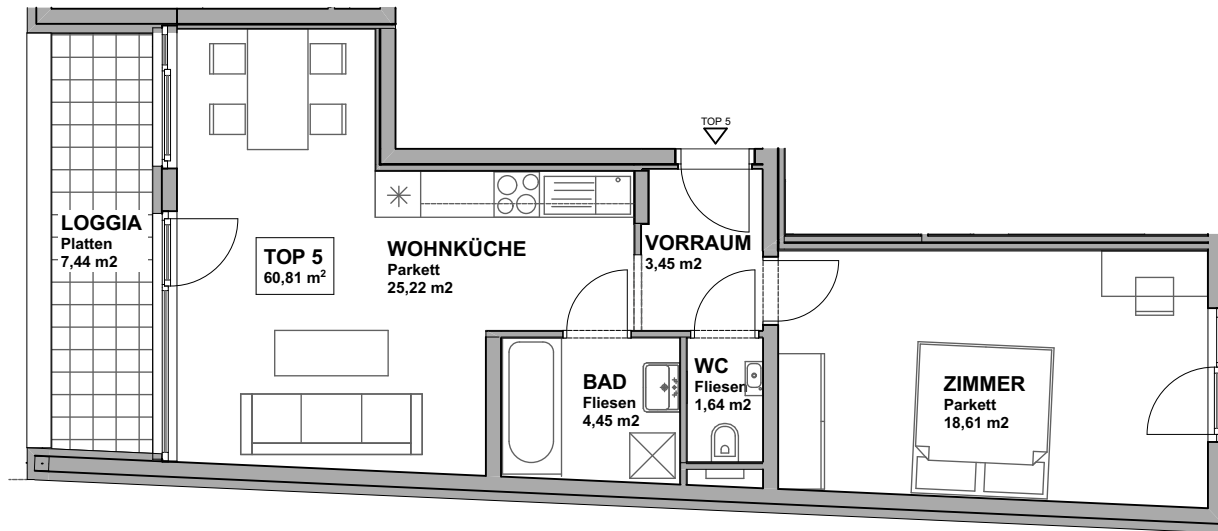 TOP 5
LOGGIA
Platten
7,44 m2
TOP 5
60,81 m²
WOHNKÜCHE
Parkett
25,22 m2
VORRAUM
3,45 m2
BAD
Fliesen
4,45 m2
WC
Fliesen
1,64 m2
ZIMMER
Parkett
18,61 m2